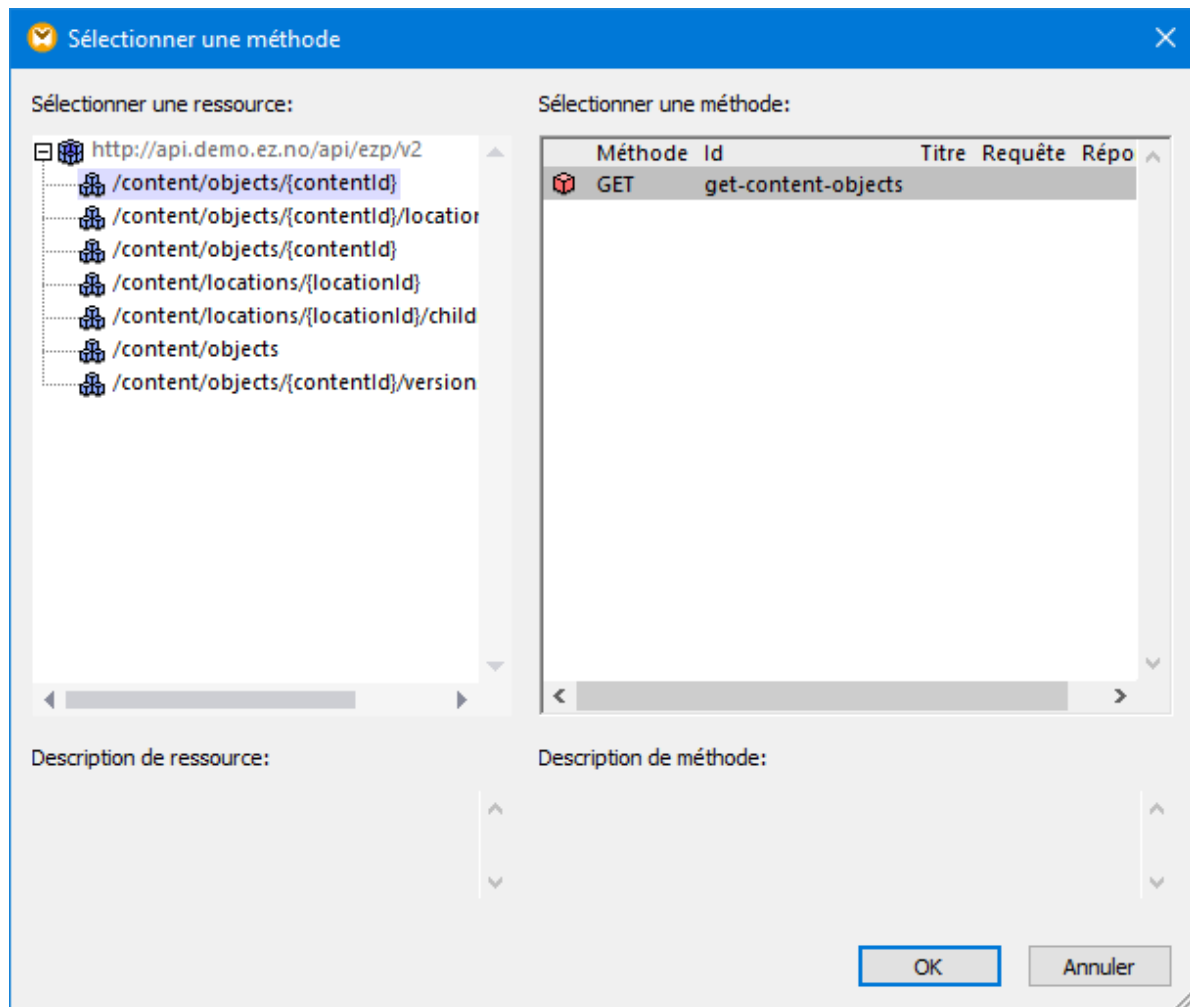 Sélectionner une méthode
Sélectionner une ressource:
http://api.demo.ez.no/api/ezp/v2
/content/objects/{contentId}
/content/objects/{contentId}/location
/content/objects/{contentId}
/content/locations/{locationId}
/content/locations/{locationId}/child
/content/objects
/content/objects/{contentId}/version
Sélectionner une méthode:
Méthode Id Titre Requête Répo
GET get-content-objects
Description de ressource:
Description de méthode:
OK Annuler